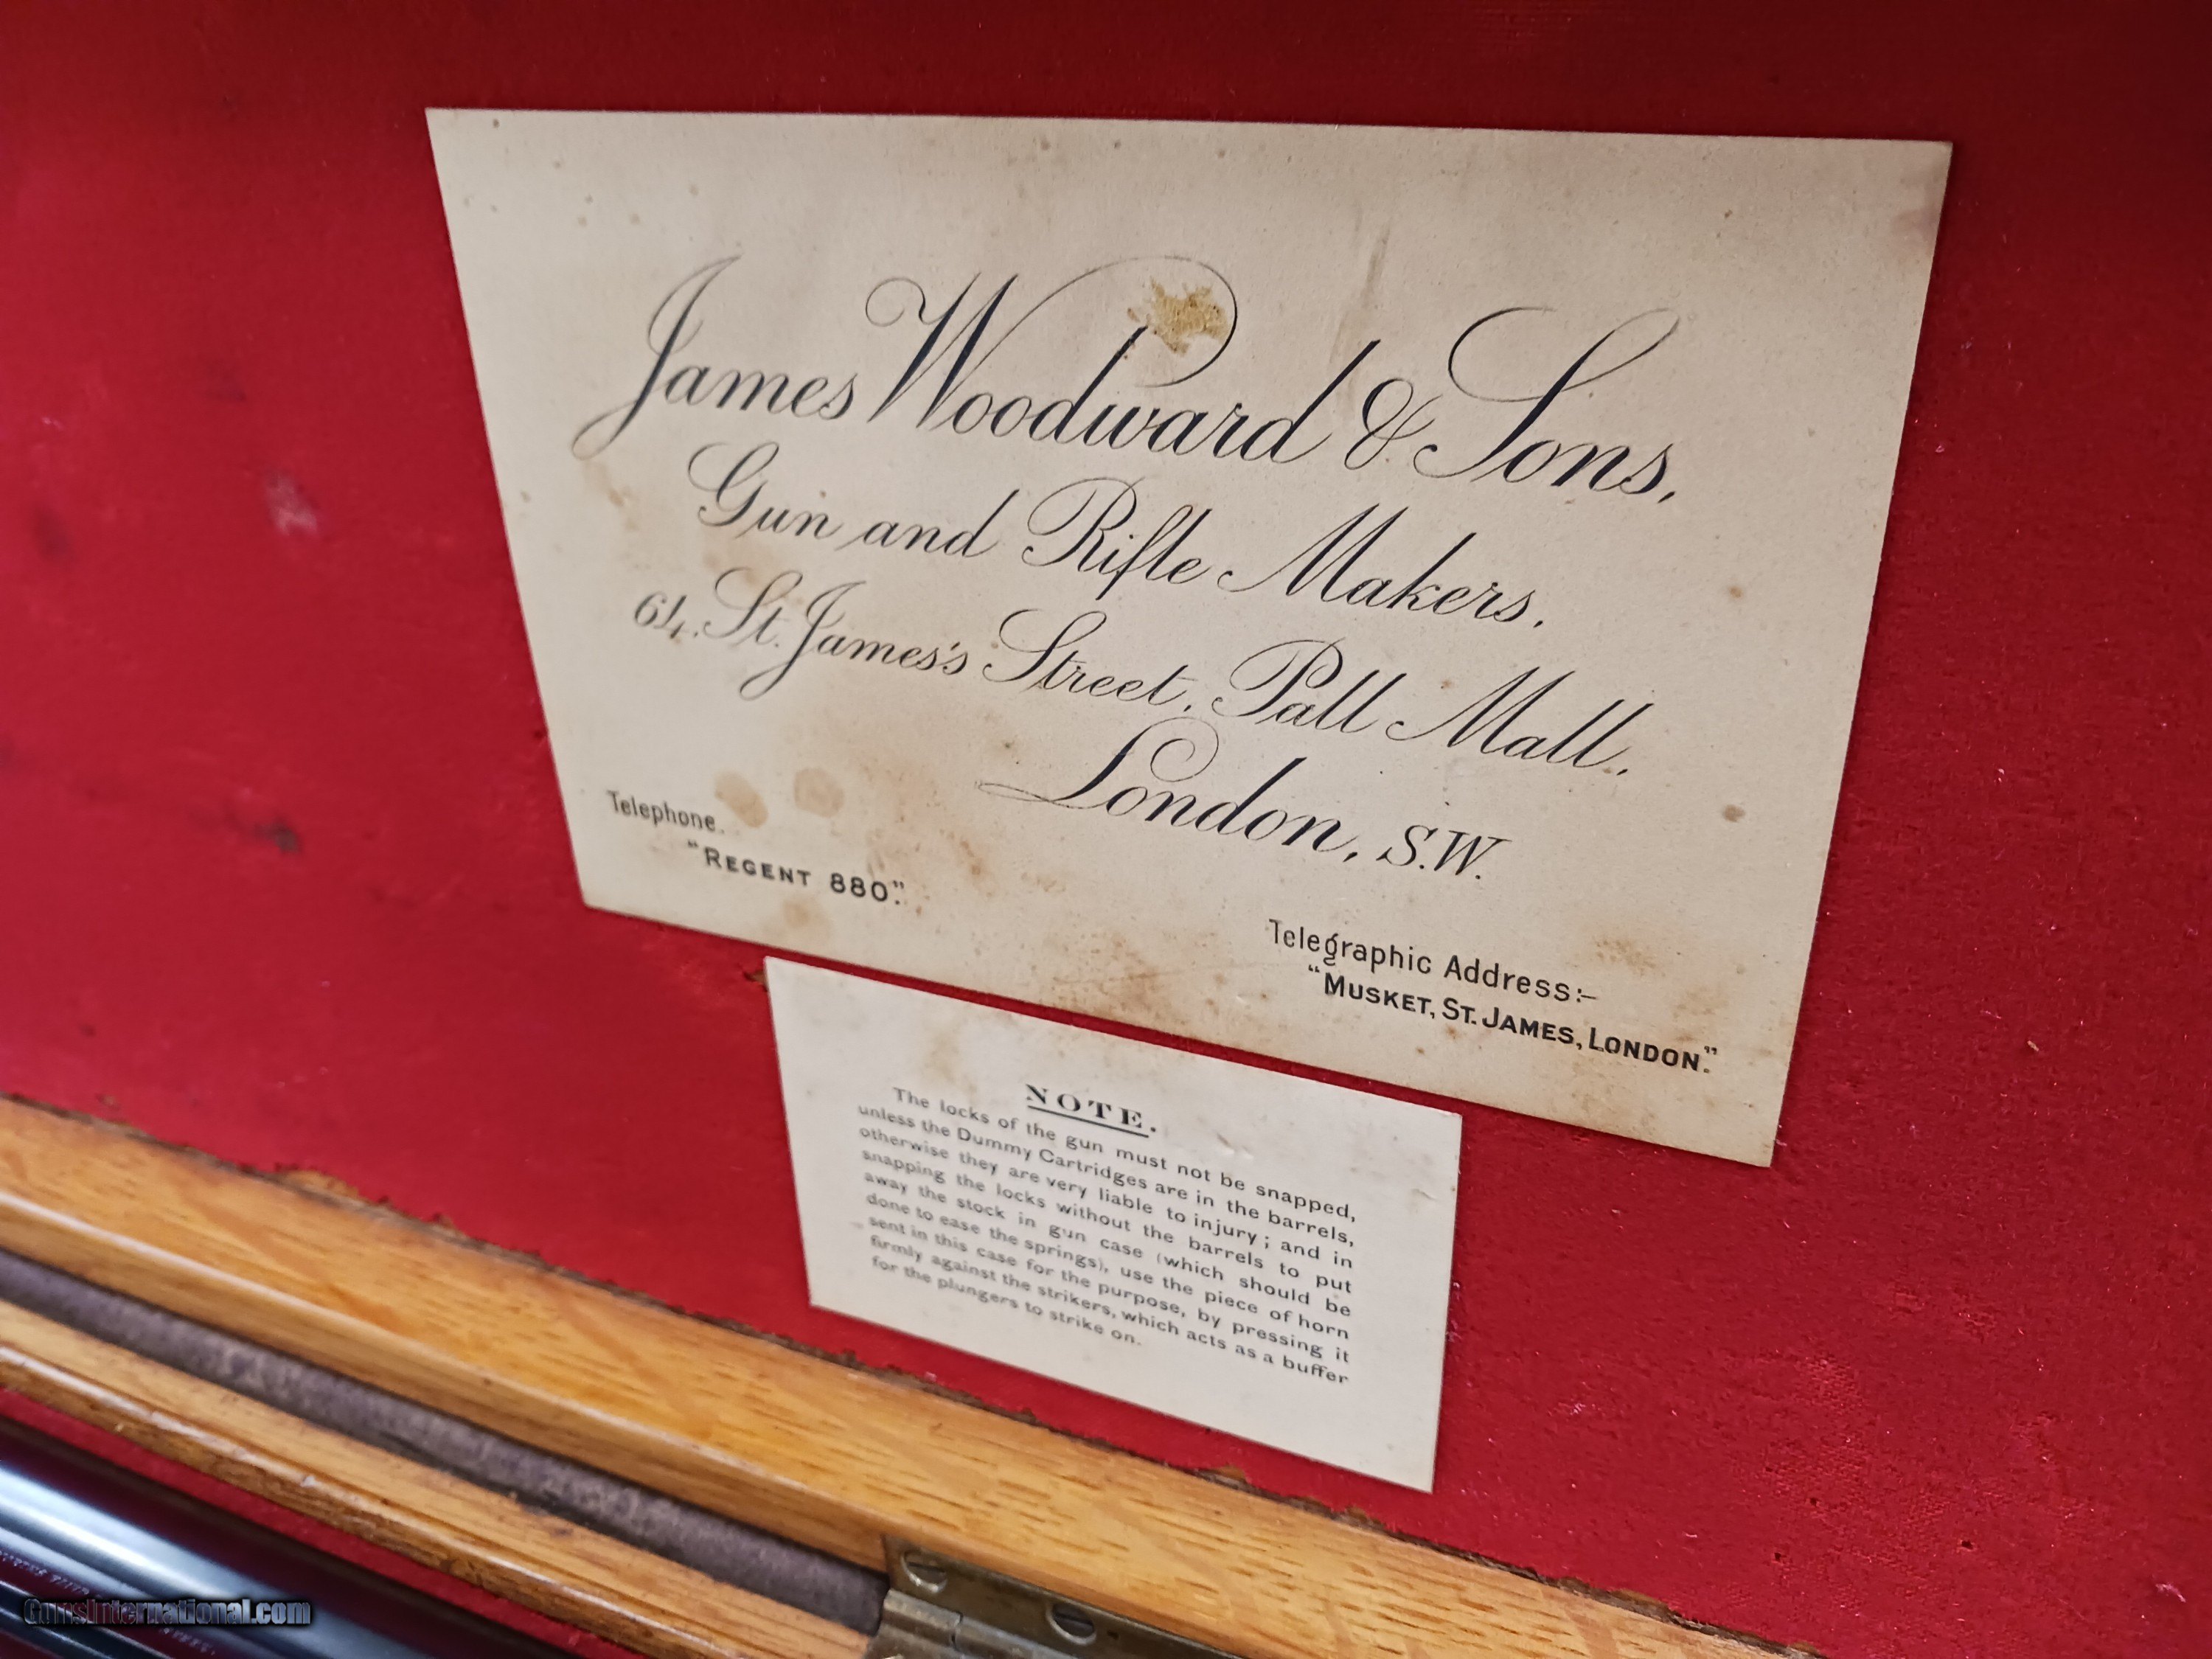 James Woodward & Sons,
Gun and Rifle Makers,
64, St. James's Street, Pall Mall,
London, S.W.
Telephone.
"REGENT 880".
Telegraphic Address:-
"MUSKET, ST. JAMES, LONDON".
NOTE.
The locks of the gun must not be snapped,
unless the Dummy Cartridges are in the barrels,
otherwise they are very liable to injury; and in
snapping the locks without the barrels to put
away the stock in gun case (which should be
done to ease the springs), use the piece of horn
sent in this case for the purpose, by pressing it
firmly against the strikers, which acts as a buffer
for the plungers to strike on.
GunsInternational.com